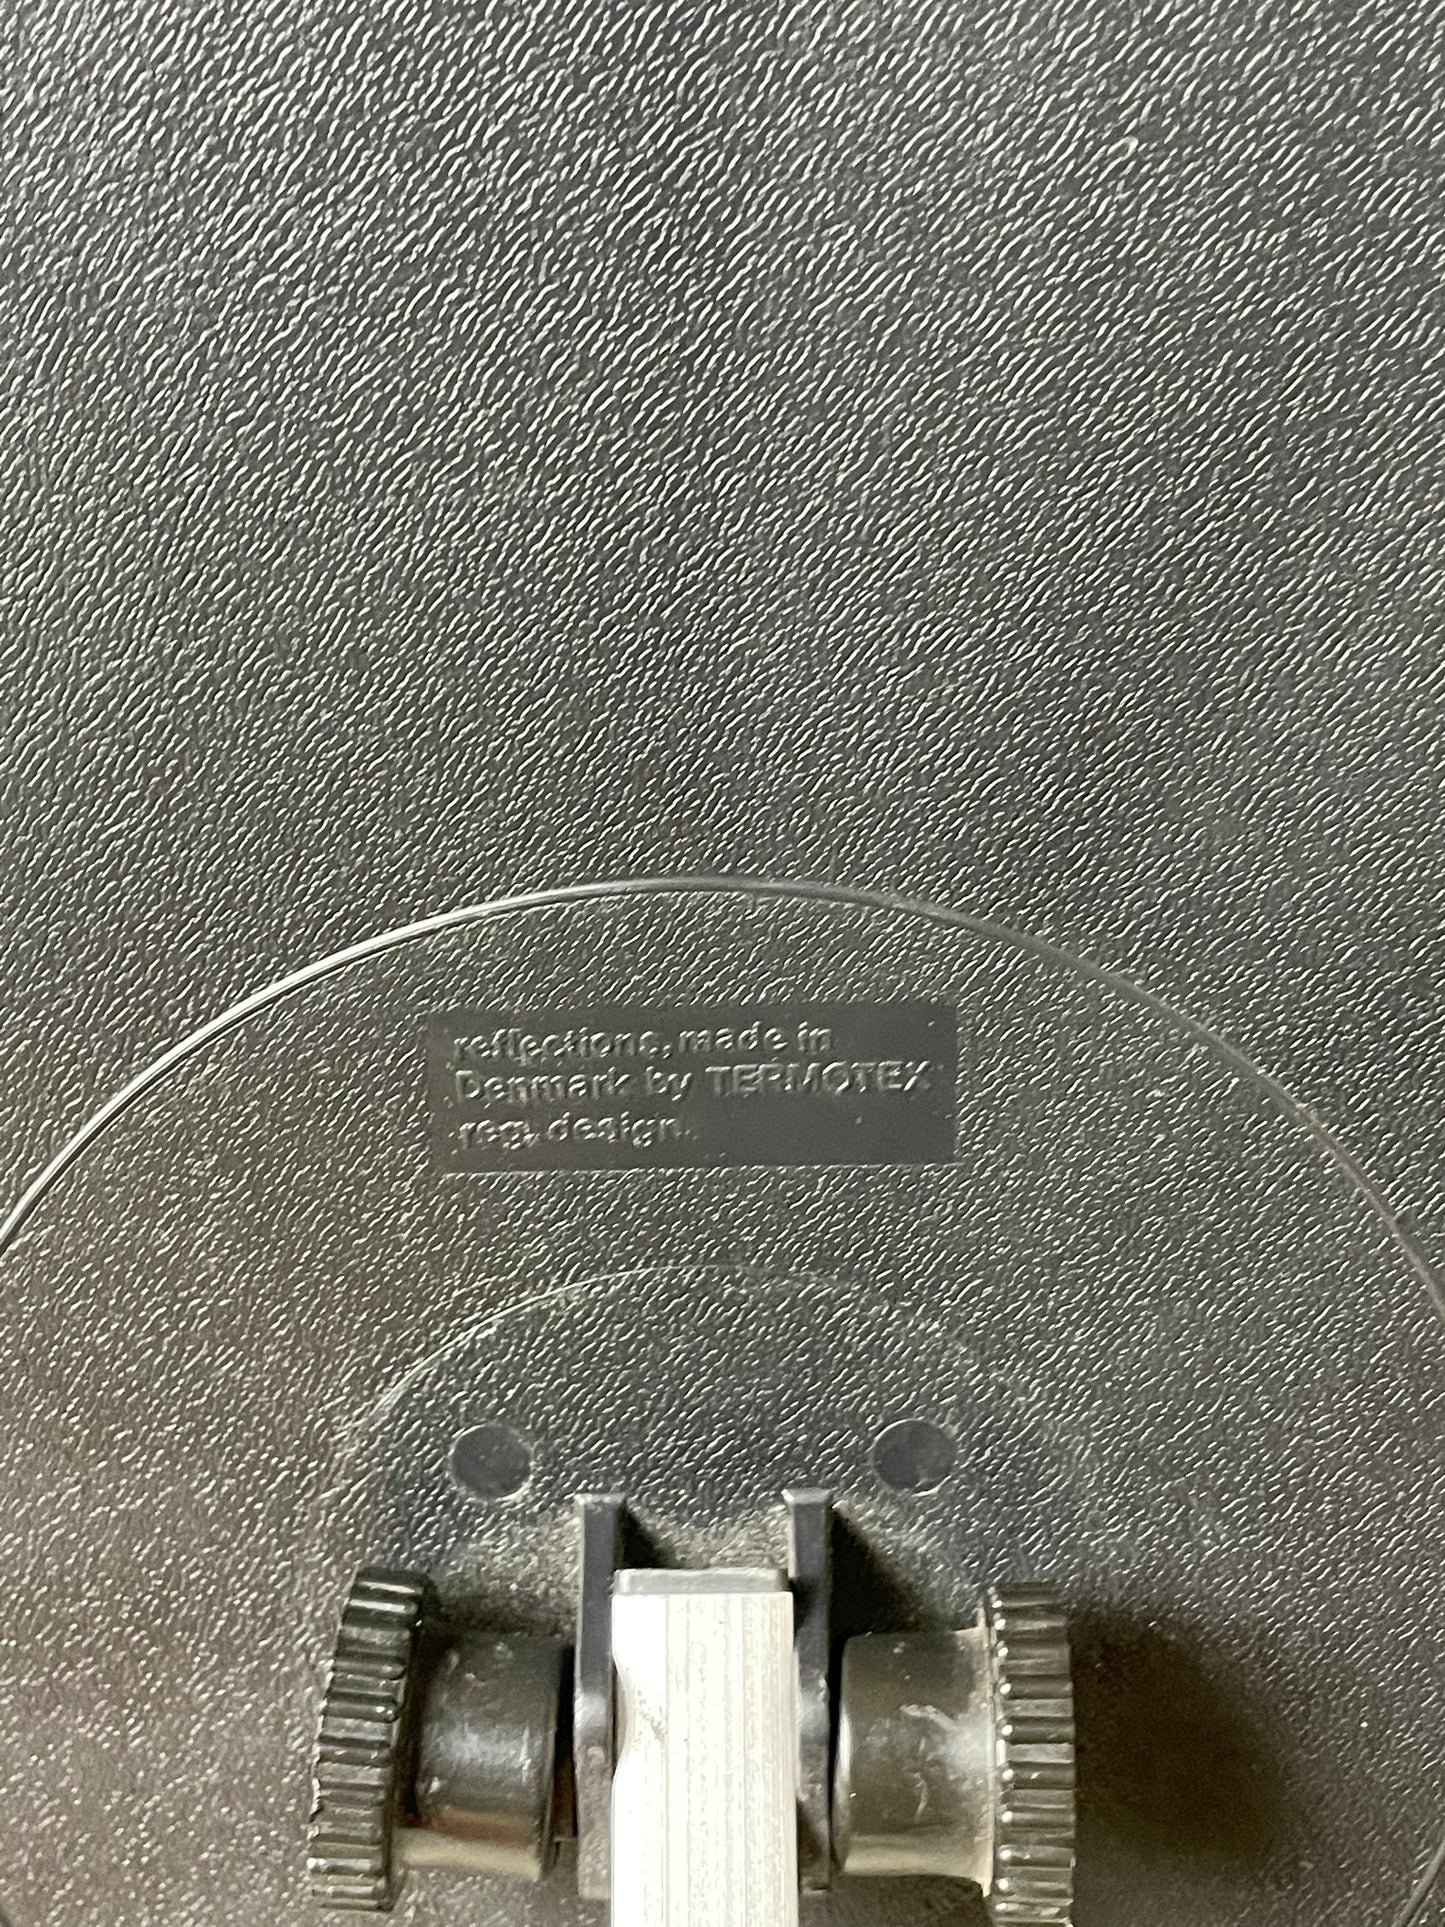 reflections, made in
Denmark by TERMOTEX
reg. design.